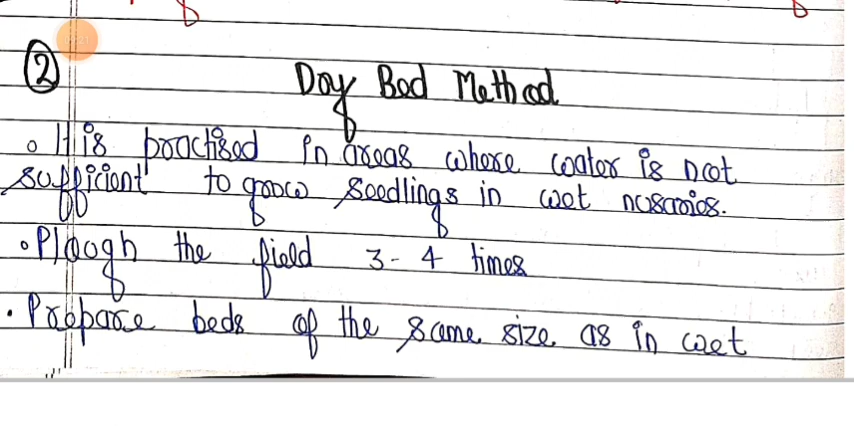 ② Dry Bed Method
• It is practised in areas where water is not
sufficient to grow seedlings in wet nurseries.
• Plough the field 3-4 times
• Prepare beds of the same size as in wet